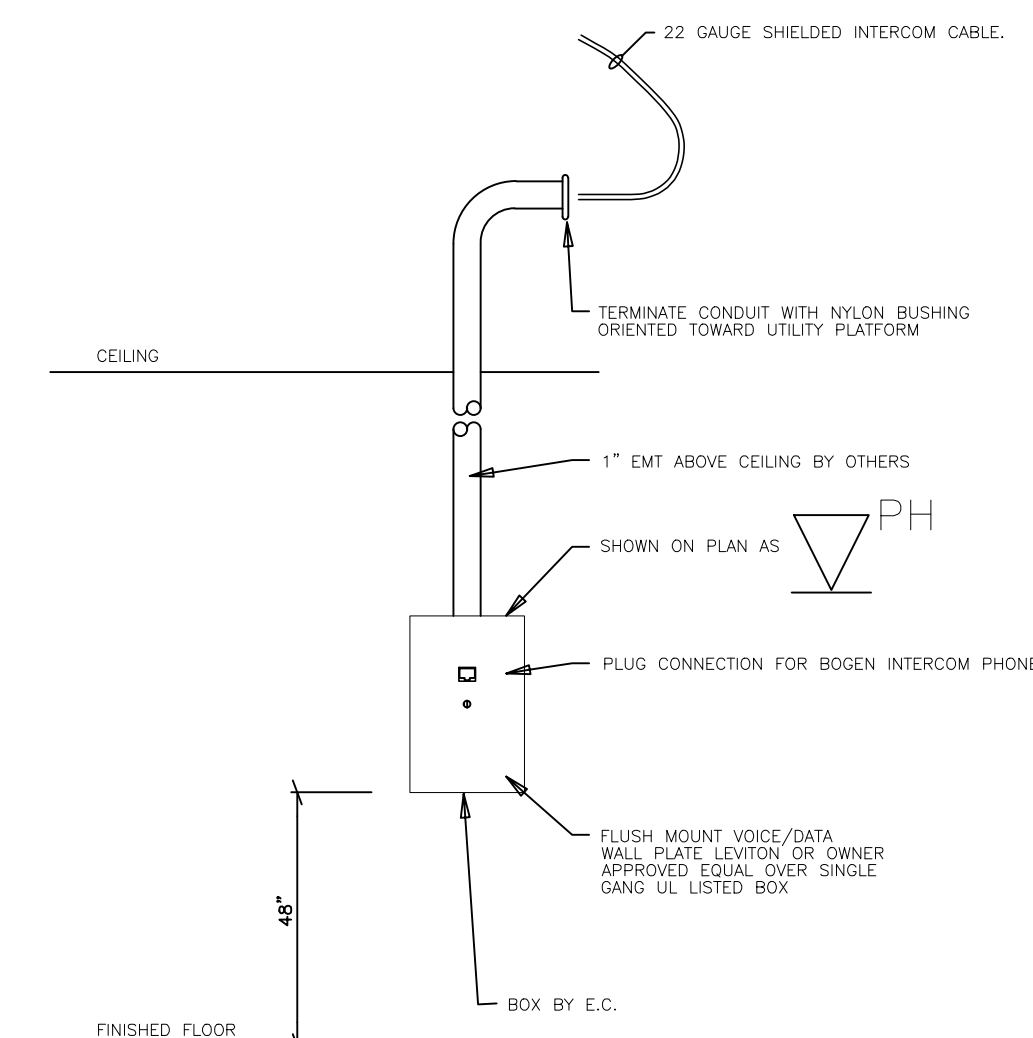 22 GAUGE SHIELDED INTERCOM CABLE.
TERMINATE CONDUIT WITH NYLON BUSHING
ORIENTED TOWARD UTILITY PLATFORM
CEILING
1" EMT ABOVE CEILING BY OTHERS
PH
SHOWN ON PLAN AS
PLUG CONNECTION FOR BOGEN INTERCOM PHONE
FLUSH MOUNT VOICE/DATA
WALL PLATE LEVITON OR OWNER
APPROVED EQUAL OVER SINGLE
GANG UL LISTED BOX
48"
BOX BY E.C.
FINISHED FLOOR